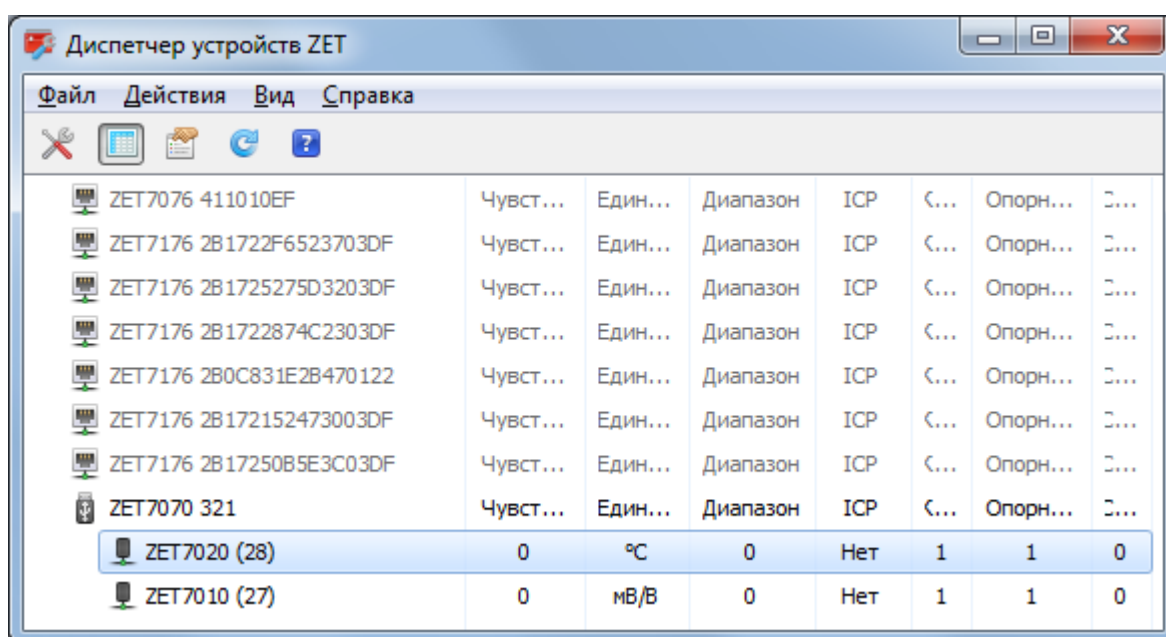 Диспетчер устройств ZET
Файл Действия Вид Справка
ZET7076 411010EF Чувст... Един... Диапазон ICP Опорн...
ZET7176 2B1722F6523703DF Чувст... Един... Диапазон ICP Опорн...
ZET7176 2B1725275D3203DF Чувст... Един... Диапазон ICP Опорн...
ZET7176 2B1722874C2303DF Чувст... Един... Диапазон ICP Опорн...
ZET7176 2B0C831E2B470122 Чувст... Един... Диапазон ICP Опорн...
ZET7176 2B172152473003DF Чувст... Един... Диапазон ICP Опорн...
ZET7176 2B17250B5E3C03DF Чувст... Един... Диапазон ICP Опорн...
ZET7070 321 Чувст... Един... Диапазон ICP Опорн...
ZET7020 (28) 0 ºC 0 Нет 1 1 0
ZET7010 (27) 0 мВ/В 0 Нет 1 1 0